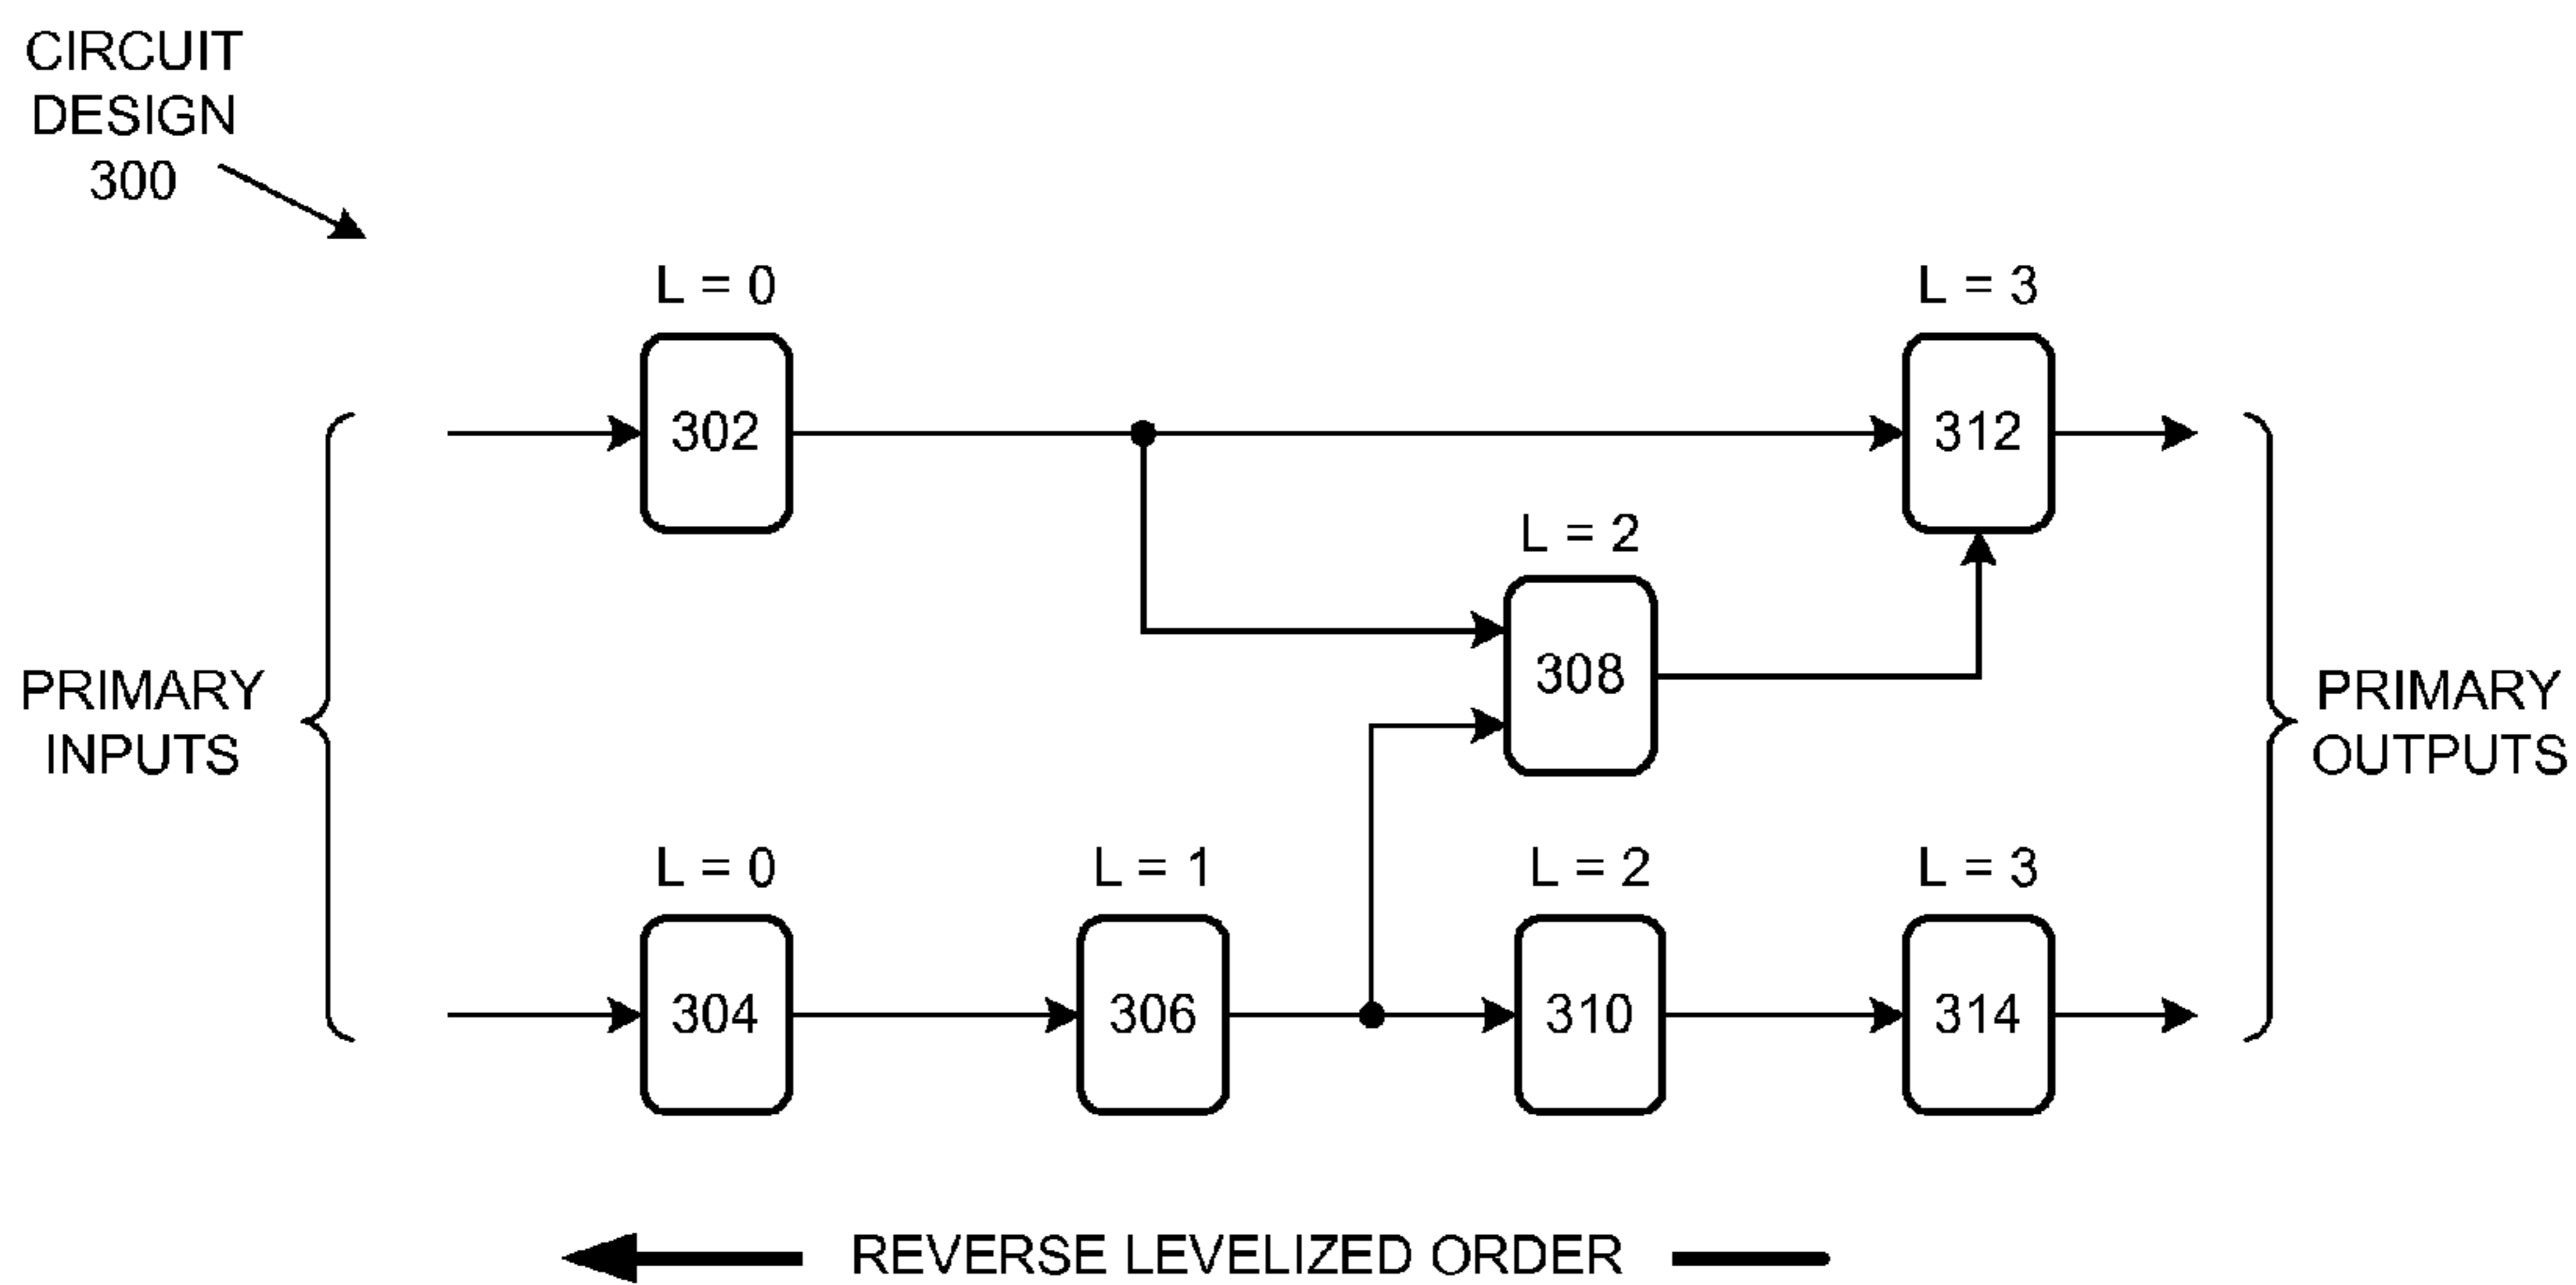 CIRCUIT
DESIGN
300
L = 0
L = 3
302
312
L = 2
308
PRIMARY
INPUTS
PRIMARY
OUTPUTS
L = 0
L = 1
L = 2
L = 3
304
306
310
314
REVERSE LEVELIZED ORDER